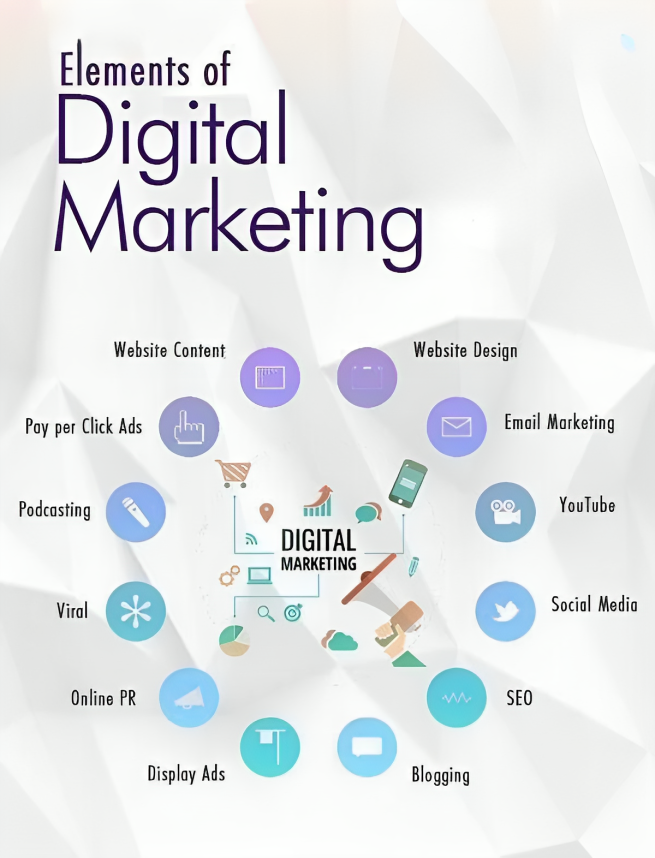 Elements of
Digital
Marketing
Website Content
Website Design
Pay per Click Ads
Email Marketing
Podcasting
YouTube
DIGITAL
MARKETING
Viral
Social Media
Online PR
SEO
Display Ads
Blogging